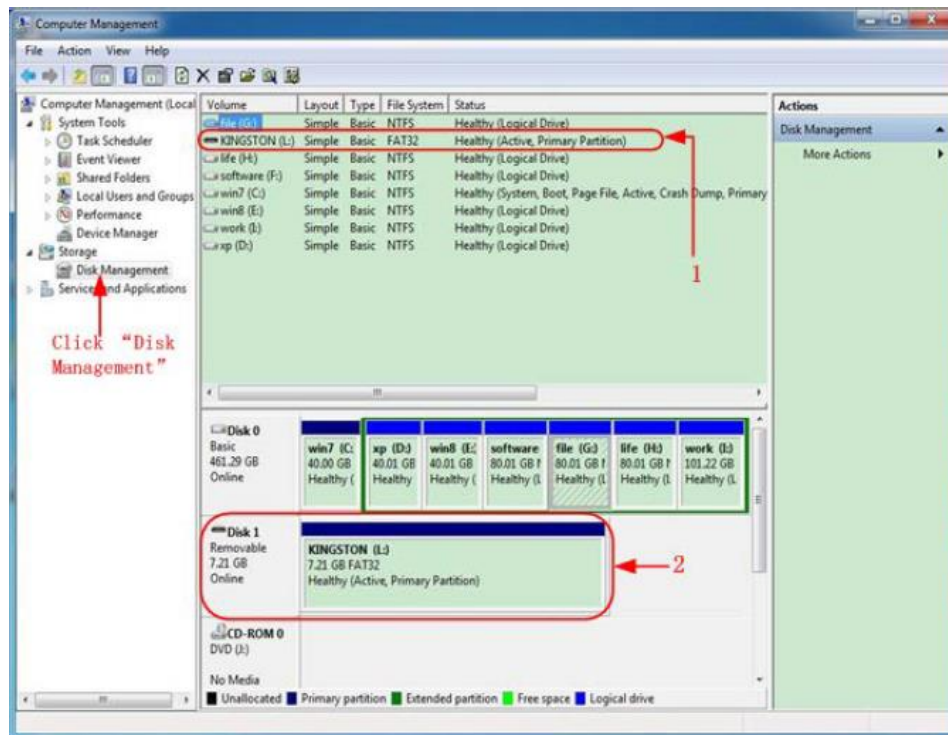 Computer Management
File Action View Help
Computer Management (Local
System Tools
Task Scheduler
Event Viewer
Shared Folders
Local Users and Groups
Performance
Device Manager
Storage
Disk Management
Services and Applications
Click “Disk
Management”
Volume Layout Type File System Status
file (G:) Simple Basic NTFS Healthy (Logical Drive)
KINGSTON (L:) Simple Basic FAT32 Healthy (Active, Primary Partition)
life (H:) Simple Basic NTFS Healthy (Logical Drive)
software (F:) Simple Basic NTFS Healthy (Logical Drive)
win7 (C:) Simple Basic NTFS Healthy (System, Boot, Page File, Active, Crash Dump, Primary
win8 (E:) Simple Basic NTFS Healthy (Logical Drive)
work (I:) Simple Basic NTFS Healthy (Logical Drive)
xp (D:) Simple Basic NTFS Healthy (Logical Drive)
1
Actions
Disk Management
More Actions
Disk 0
Basic
461.29 GB
Online
win7 (C: xp (D:) win8 (E: software file (G:) life (H:) work (I:)
40.00 GB 40.01 GB 40.01 GB 80.01 GB N 80.01 GB N 80.01 GB N 101.22 GB
Healthy ( Healthy Healthy ( Healthy (L Healthy (L Healthy (L Healthy (L
Disk 1
Removable
7.21 GB
Online
KINGSTON (L:)
7.21 GB FAT32
Healthy (Active, Primary Partition)
2
CD-ROM 0
DVD (J:)
No Media
Unallocated Primary partition Extended partition Free space Logical drive